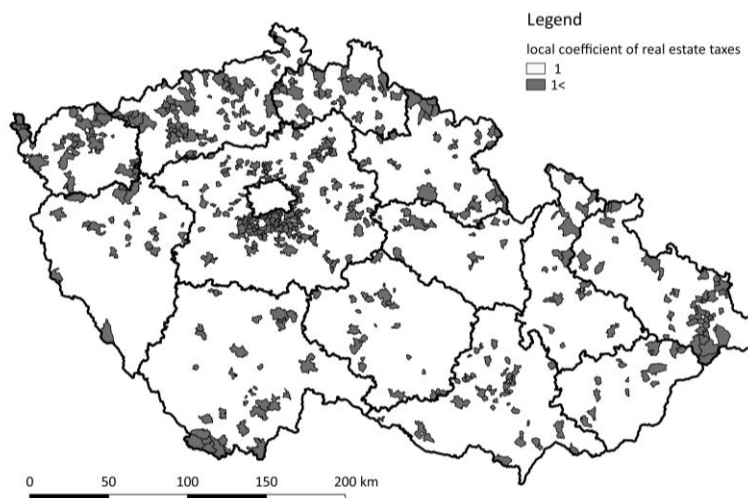 Legend
local coefficient of real estate taxes
1
1<
0 50 100 150 200 km